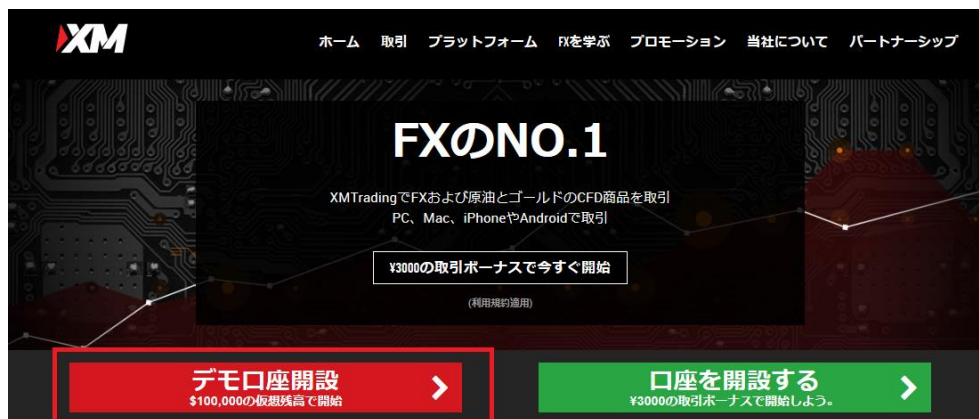 XM
ホーム 取引 プラットフォーム FXを学ぶ プロモーション 当社について パートナーシップ
FXのNO.1
XMTradingでFXおよび原油とゴールドのCFD商品を取引
PC、Mac、iPhoneやAndroidで取引
¥3000の取引ボーナスで今すぐ開始
(利用規約適用)
デモ口座開設
$100,000の仮想残高で開始
口座を開設する
¥3000の取引ボーナスで開始しよう。